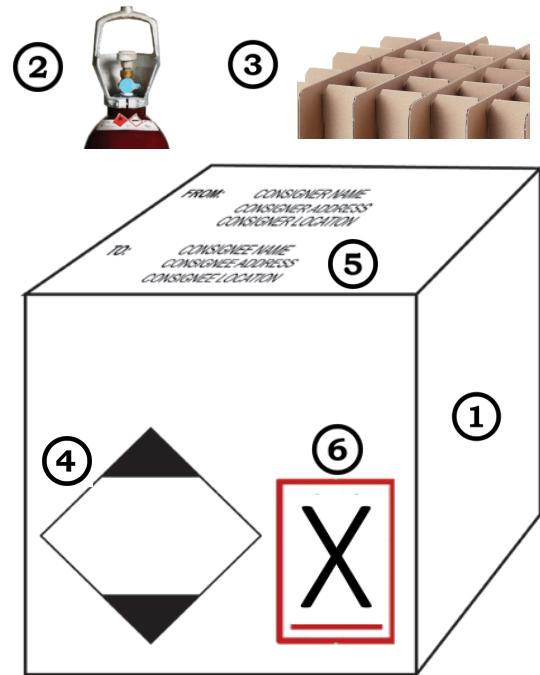 2
3
FROM: CONSIGNER NAME
CONSIGNER ADDRESS
CONSIGNER LOCATION
TO: CONSIGNEE NAME
CONSIGNEE ADDRESS
CONSIGNEE LOCATION
5
1
4
6
X